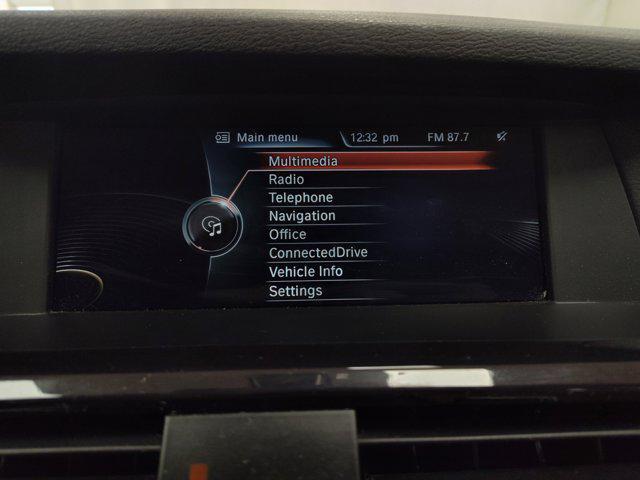 Main menu 12:32 pm FM 87.7
Multimedia
Radio
Telephone
Navigation
Office
ConnectedDrive
Vehicle Info
Settings